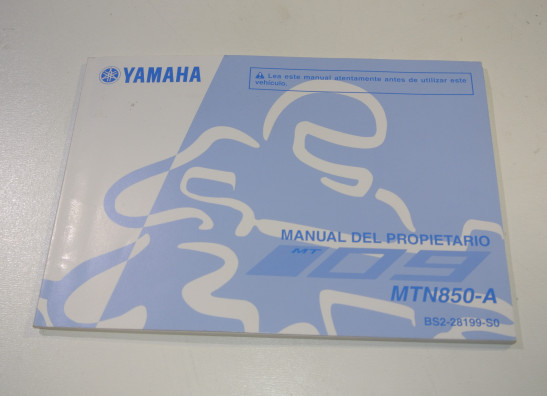 YAMAHA
⚠ Lea este manual atentamente antes de utilizar este
vehículo.
MANUAL DEL PROPIETARIO
MT 09
MTN850-A
BS2-28199-S0